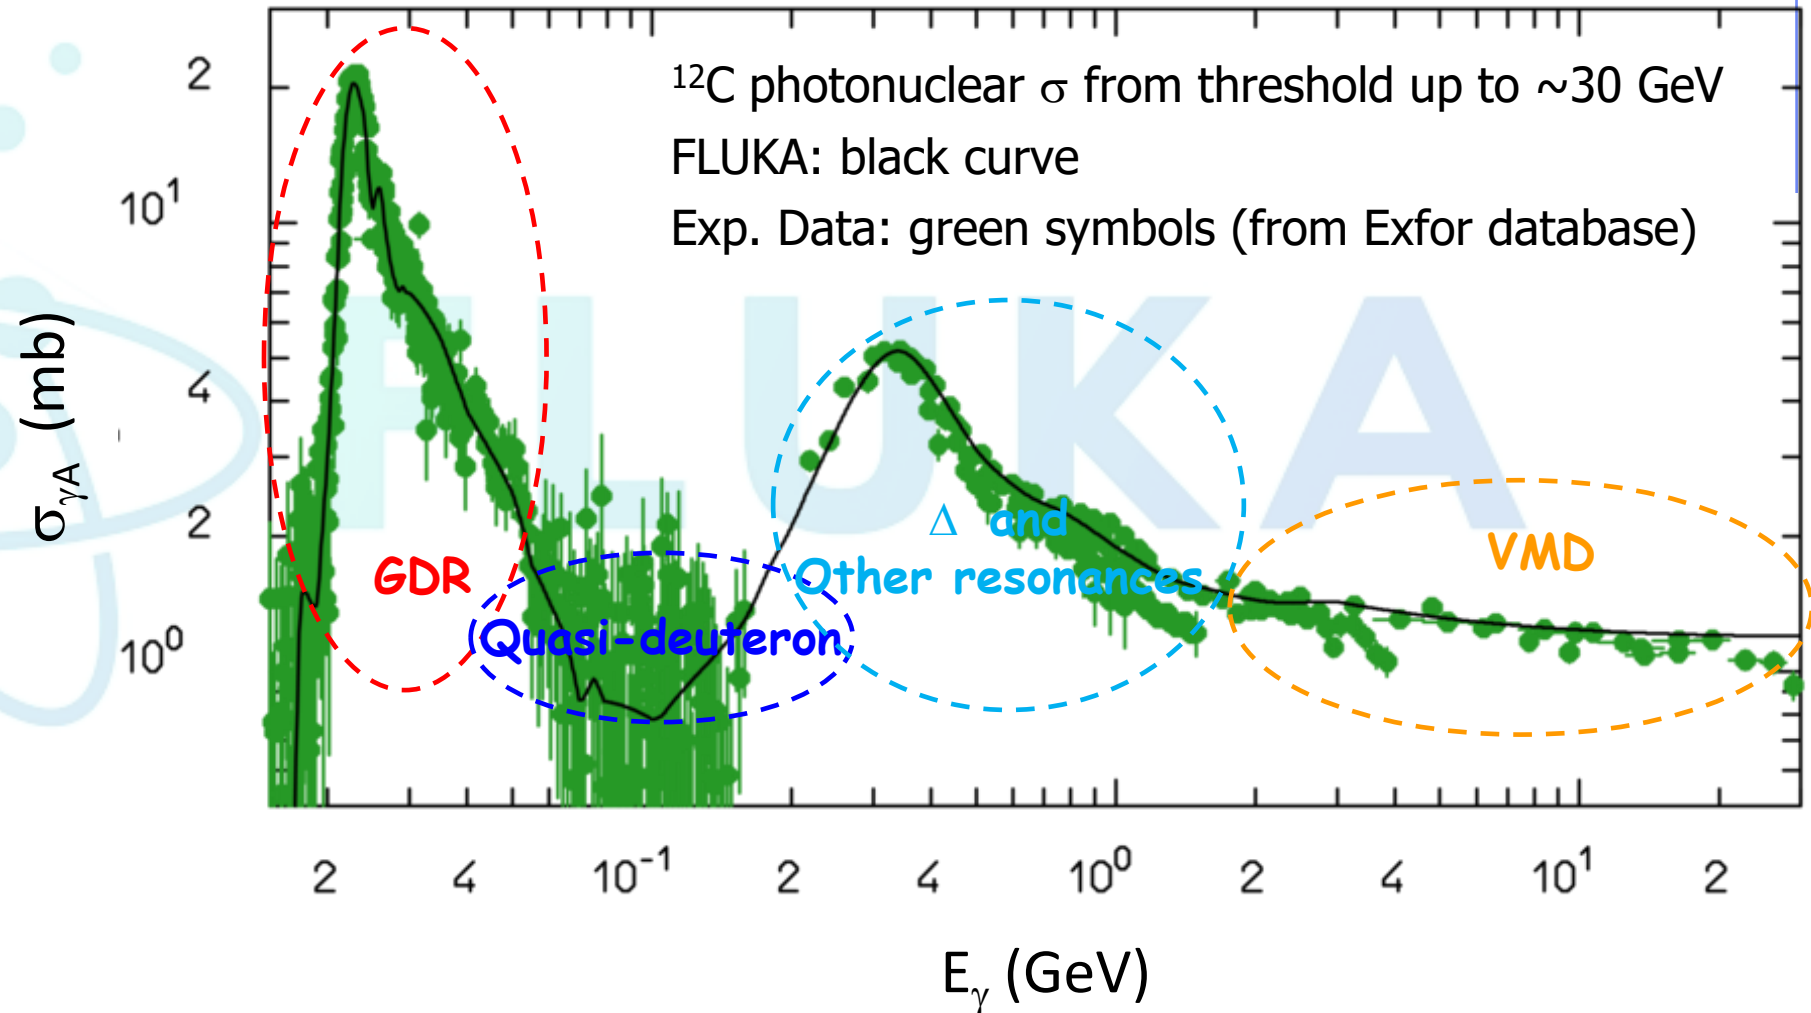 ¹²C photonuclear σ from threshold up to ~30 GeV
FLUKA: black curve
Exp. Data: green symbols (from Exfor database)
FLUKA
2
10¹
4
2
10⁰
σγA (mb)
GDR
Quasi-deuteron
Δ and
Other resonances
VMD
2 4 10⁻¹ 2 4 10⁰ 2 4 10¹ 2
Eγ (GeV)